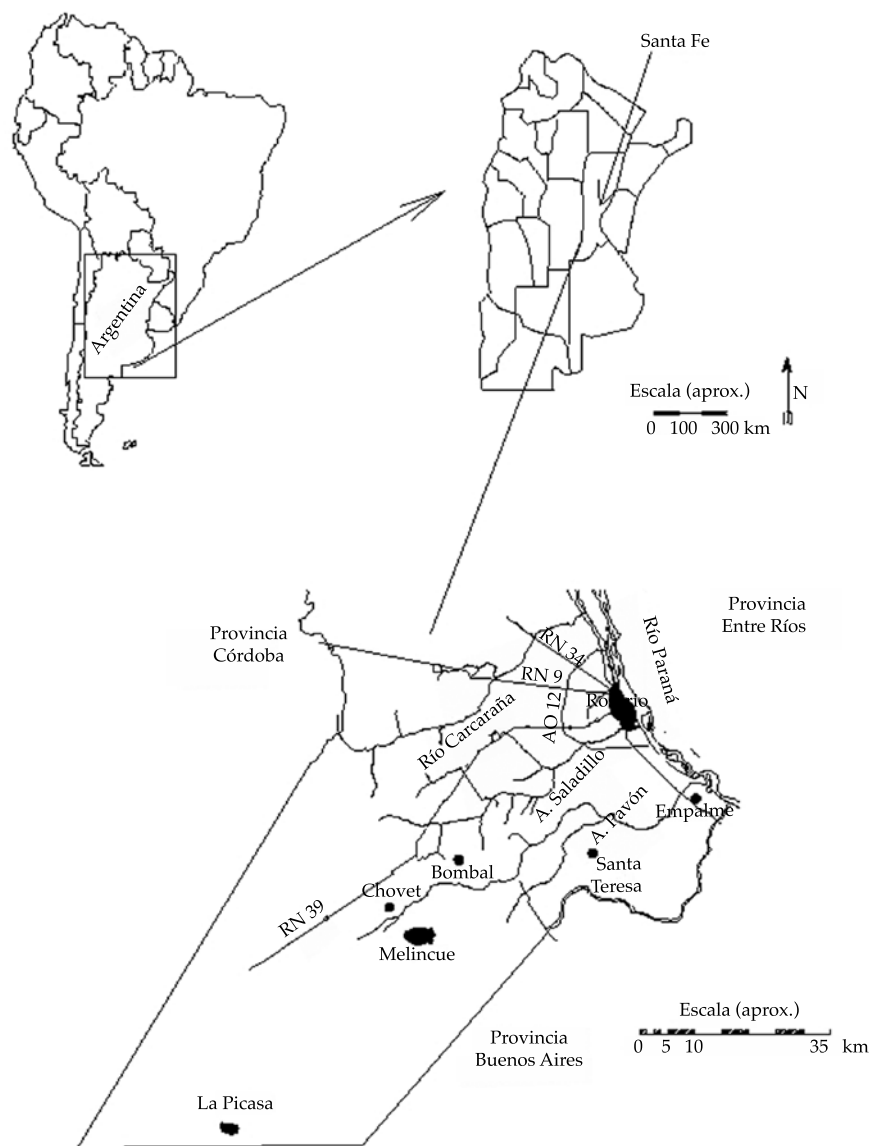 Santa Fe
Argentina
Escala (aprox.)
0 100 300 km
N
Provincia
Córdoba
Provincia
Entre Ríos
RN 34
Río Paraná
RN 9
Rosario
AO 12
Río Carcaraña
A. Saladillo
A. Pavón
Empalme
Bombal
Santa
Teresa
Chovet
RN 39
Melincue
Escala (aprox.)
0 5 10 35 km
Provincia
Buenos Aires
La Picasa